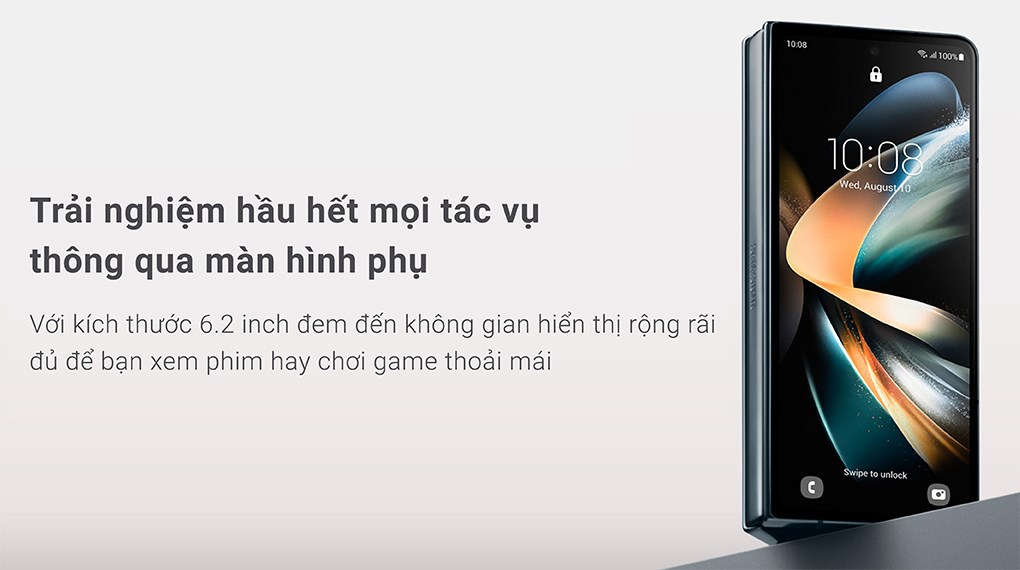 Trải nghiệm hầu hết mọi tác vụ
thông qua màn hình phụ
Với kích thước 6.2 inch đem đến không gian hiển thị rộng rãi
đủ để bạn xem phim hay chơi game thoải mái
10:08
100%
10:08
Wed, August 10
Swipe to unlock